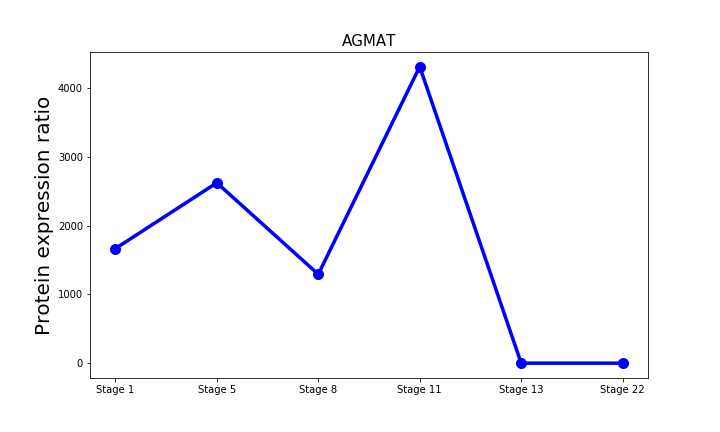 AGMAT
Protein expression ratio
4000
3000
2000
1000
0
Stage 1
Stage 5
Stage 8
Stage 11
Stage 13
Stage 22